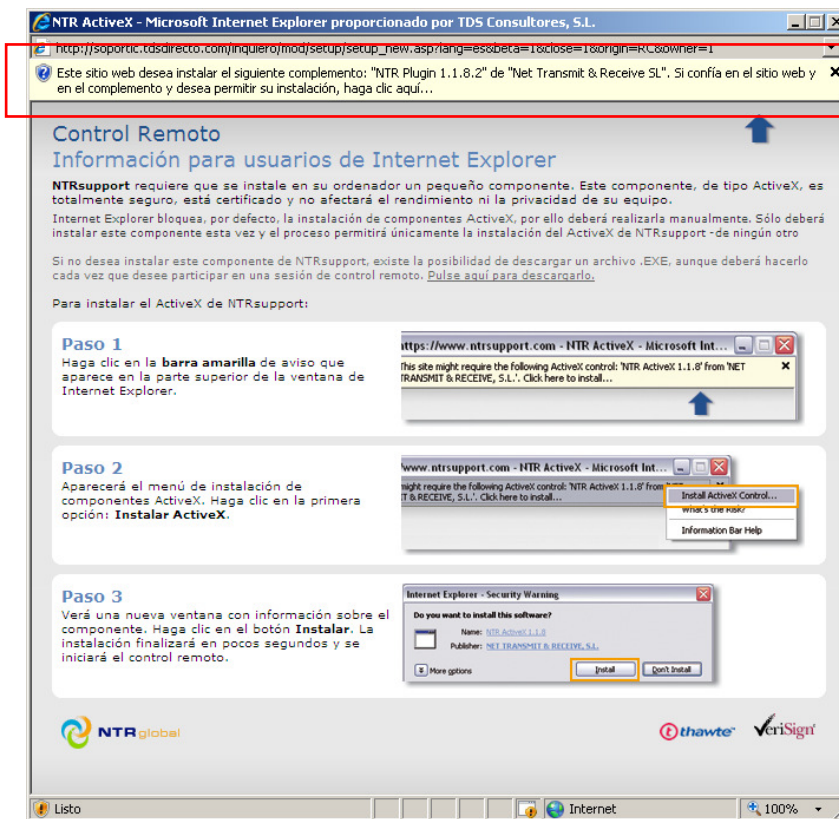 NTR ActiveX - Microsoft Internet Explorer proporcionado por TDS Consultores, S.L.
http://soportic.tdsdirecto.com/inquiero/mod/setup/setup_new.asp?lang=es&beta=1&close=1&origin=RC&owner=1
Este sitio web desea instalar el siguiente complemento: "NTR Plugin 1.1.8.2" de "Net Transmit & Receive SL". Si confía en el sitio web y
en el complemento y desea permitir su instalación, haga clic aquí...
Control Remoto
Información para usuarios de Internet Explorer
NTRsupport requiere que se instale en su ordenador un pequeño componente. Este componente, de tipo ActiveX, es
totalmente seguro, está certificado y no afectará el rendimiento ni la privacidad de su equipo.
Internet Explorer bloquea, por defecto, la instalación de componentes ActiveX, por ello deberá realizarla manualmente. Sólo deberá
instalar este componente esta vez y el proceso permitirá únicamente la instalación del ActiveX de NTRsupport -de ningún otro
Si no desea instalar este componente de NTRsupport, existe la posibilidad de descargar un archivo .EXE, aunque deberá hacerlo
cada vez que desee participar en una sesión de control remoto. Pulse aquí para descargarlo.
Para instalar el ActiveX de NTRsupport:
Paso 1
Haga clic en la barra amarilla de aviso que
aparece en la parte superior de la ventana de
Internet Explorer.
ttps://www.ntrsupport.com - NTR ActiveX - Microsoft Int...
This site might require the following ActiveX control: 'NTR ActiveX 1.1.8' from 'NET
TRANSMIT & RECEIVE, S.L.'. Click here to install...
Paso 2
Aparecerá el menú de instalación de
componentes ActiveX. Haga clic en la primera
opción: Instalar ActiveX.
www.ntrsupport.com - NTR ActiveX - Microsoft Int...
might require the following ActiveX control: 'NTR ActiveX 1.1.8' from 'NET
IT & RECEIVE, S.L.'. Click here to install...
Install ActiveX Control...
What's the Risk?
Information Bar Help
Paso 3
Verá una nueva ventana con información sobre el
componente. Haga clic en el botón Instalar. La
instalación finalizará en pocos segundos y se
iniciará el control remoto.
Internet Explorer - Security Warning
Do you want to install this software?
Name: NTR ActiveX 1.1.8
Publisher: NET TRANSMIT & RECEIVE, S.L.
More options
Install
Don't Install
NTRglobal
thawte
VeriSign
Listo
Internet
100%